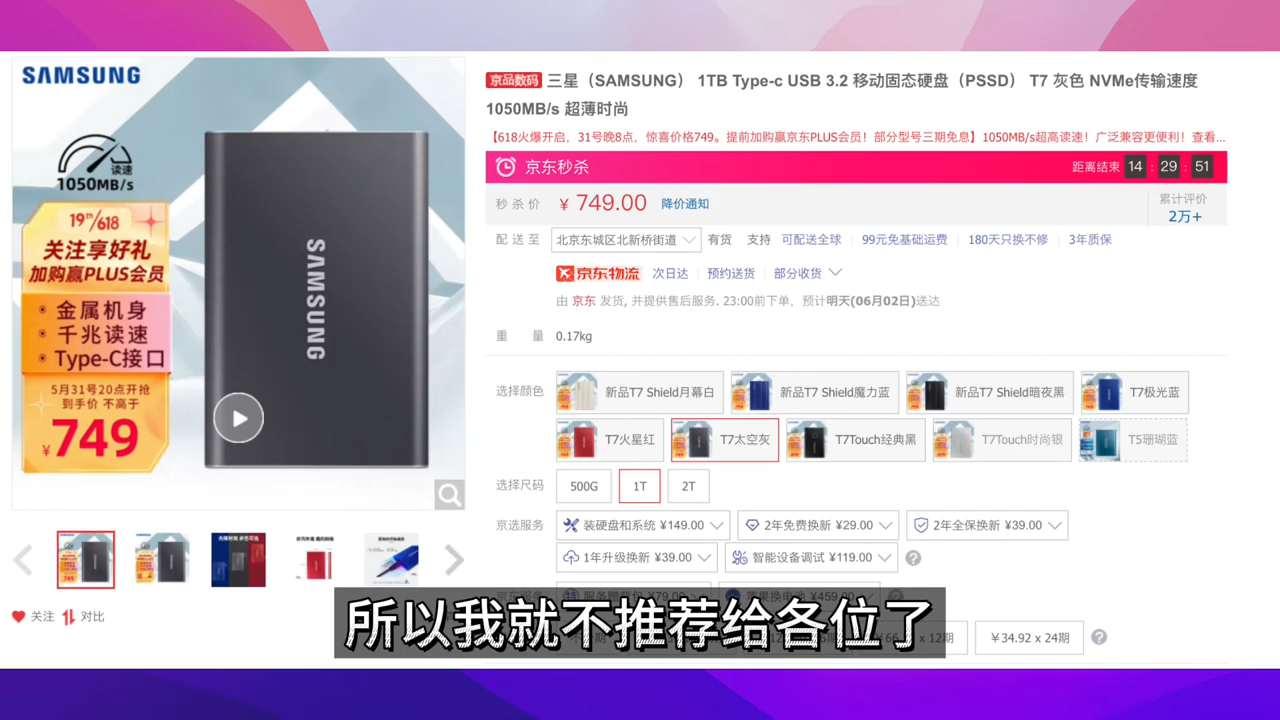 SAMSUNG
读速
1050MB/s
19th/618
关注享好礼
加购赢PLUS会员
金属机身
千兆读速
Type-C接口
5月31号20点开抢
到手价 不高于
¥749
SAMSUNG
关注 对比
京品数码 三星（SAMSUNG） 1TB Type-c USB 3.2 移动固态硬盘（PSSD） T7 灰色 NVMe传输速度
1050MB/s 超薄时尚
【618火爆开启，31号晚8点，惊喜价格749。提前加购赢京东PLUS会员！部分型号三期免息】1050MB/s超高读速！广泛兼容更便利！查看...
京东秒杀 距离结束 14 : 29 : 51
秒杀价 ¥ 749.00 降价通知 累计评价
2万+
配送至 北京东城区北新桥街道 有货 支持 可配送全球 99元免基础运费 180天只换不修 3年质保
京东物流 次日达 预约送货 部分收货
由 京东 发货, 并提供售后服务. 23:00前下单，预计明天(06月02日)送达
重量 0.17kg
选择颜色 新品T7 Shield月幕白 新品T7 Shield魔力蓝 新品T7 Shield暗夜黑 T7极光蓝
T7火星红 T7太空灰 T7Touch经典黑 T7Touch时尚银 T5珊瑚蓝
选择尺码 500G 1T 2T
京选服务 装硬盘和系统 ¥149.00 2年免费换新 ¥29.00 2年全保换新 ¥39.00
1年升级换新 ¥39.00 智能设备调试 ¥119.00
¥34.92 x 24期
所以我就不推荐给各位了